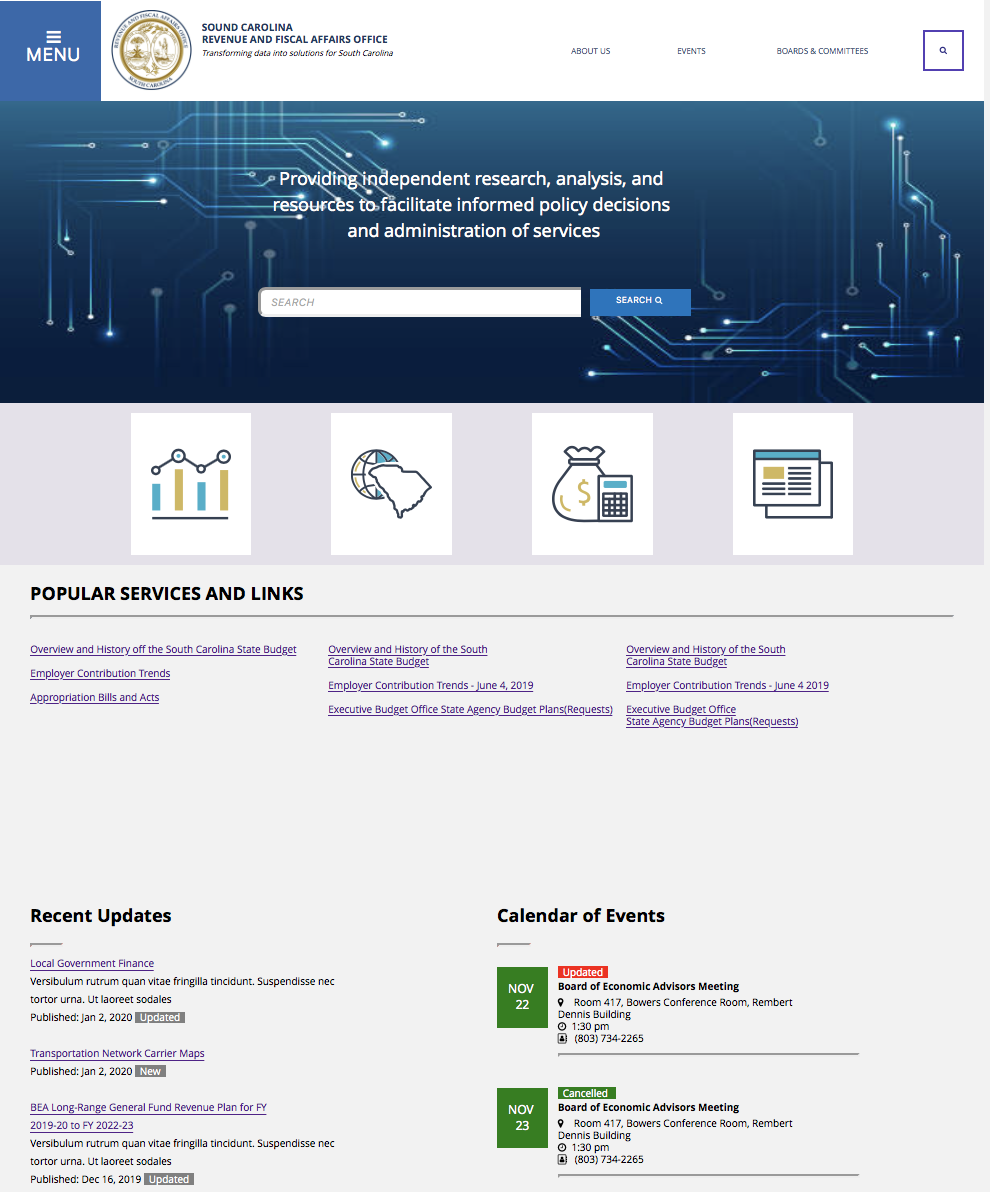 MENU
REVENUE AND FISCAL AFFAIRS OFFICE
SOUTH CAROLINA
SOUND CAROLINA
REVENUE AND FISCAL AFFAIRS OFFICE
Transforming data into solutions for South Carolina
ABOUT US
EVENTS
BOARDS & COMMITTEES
Providing independent research, analysis, and
resources to facilitate informed policy decisions
and administration of services
SEARCH
SEARCH
$
POPULAR SERVICES AND LINKS
Overview and History off the South Carolina State Budget
Employer Contribution Trends
Appropriation Bills and Acts
Overview and History of the South
Carolina State Budget
Employer Contribution Trends - June 4, 2019
Executive Budget Office State Agency Budget Plans(Requests)
Overview and History of the South
Carolina State Budget
Employer Contribution Trends - June 4 2019
Executive Budget Office
State Agency Budget Plans(Requests)
Recent Updates
Local Government Finance
Versibulum rutrum quan vitae fringilla tincidunt. Suspendisse nec
tortor urna. Ut laoreet sodales
Published: Jan 2, 2020 Updated
Transportation Network Carrier Maps
Published: Jan 2, 2020 New
BEA Long-Range General Fund Revenue Plan for FY
2019-20 to FY 2022-23
Versibulum rutrum quan vitae fringilla tincidunt. Suspendisse nec
tortor urna. Ut laoreet sodales
Published: Dec 16, 2019 Updated
Calendar of Events
NOV
22
Updated
Board of Economic Advisors Meeting
Room 417, Bowers Conference Room, Rembert
Dennis Building
1:30 pm
(803) 734-2265
NOV
23
Cancelled
Board of Economic Advisors Meeting
Room 417, Bowers Conference Room, Rembert
Dennis Building
1:30 pm
(803) 734-2265